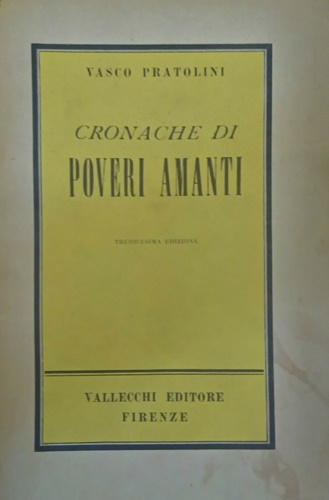 VASCO PRATOLINI
CRONACHE DI
POVERI AMANTI
TREDICESIMA EDIZIONE
VALLECCHI EDITORE
FIRENZE